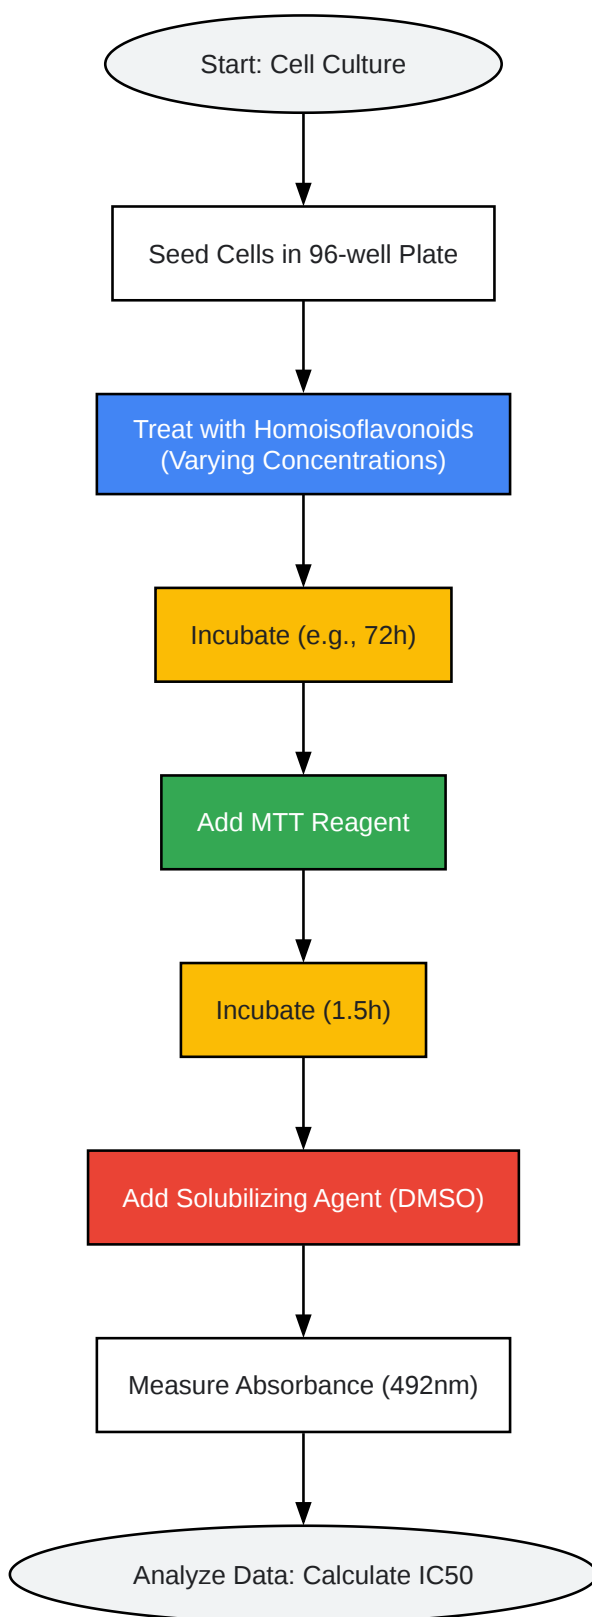 Start: Cell Culture
Seed Cells in 96-well Plate
Treat with Homoisoflavonoids
(Varying Concentrations)
Incubate (e.g., 72h)
Add MTT Reagent
Incubate (1.5h)
Add Solubilizing Agent (DMSO)
Measure Absorbance (492nm)
Analyze Data: Calculate IC50